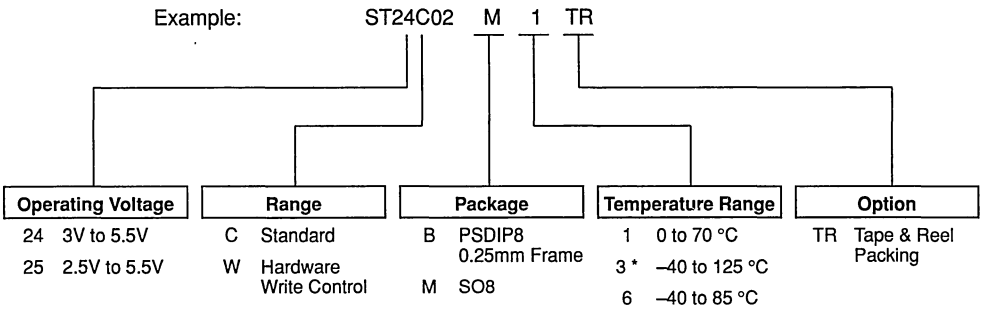 Example: ST24C02 M 1 TR
Operating Voltage
24 3V to 5.5V
25 2.5V to 5.5V
Range
C Standard
W Hardware
Write Control
Package
B PSDIP8
0.25mm Frame
M SO8
Temperature Range
1 0 to 70 °C
3 * –40 to 125 °C
6 –40 to 85 °C
Option
TR Tape & Reel
Packing